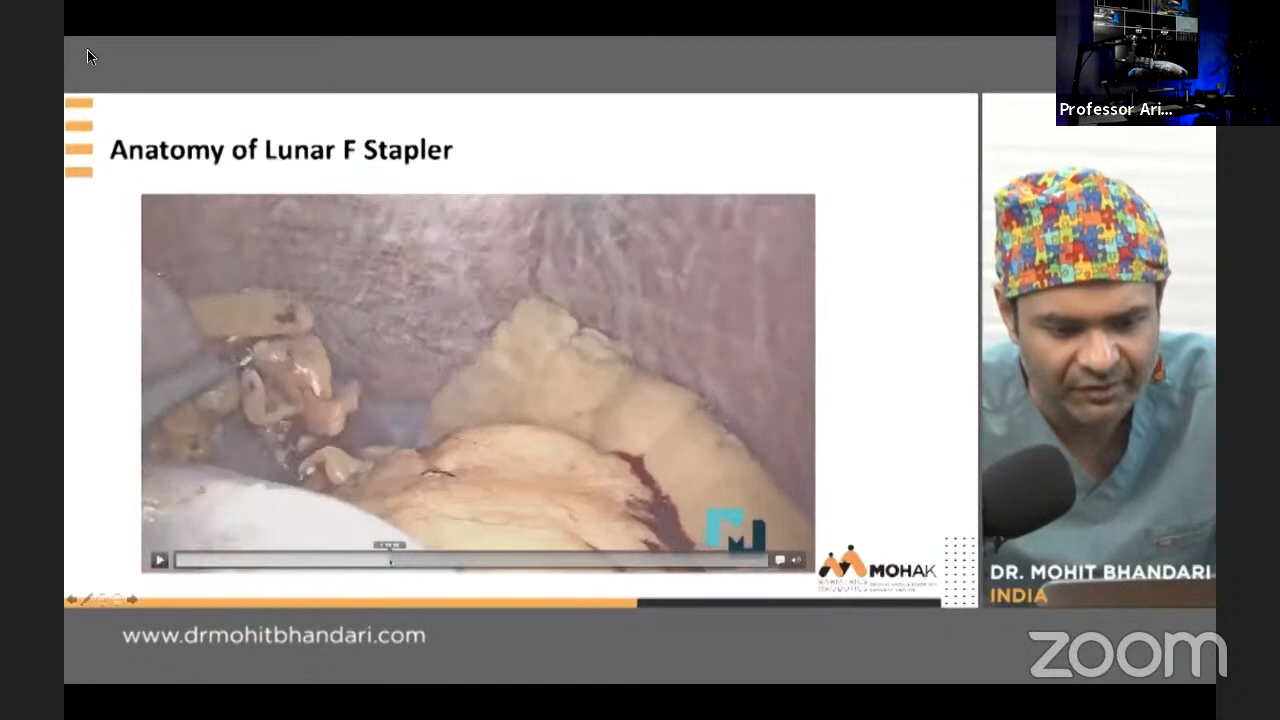 Professor Ari...
Anatomy of Lunar F Stapler
MOHAK
DR. MOHIT BHANDARI
INDIA
www.drmohitbhandari.com
zoom